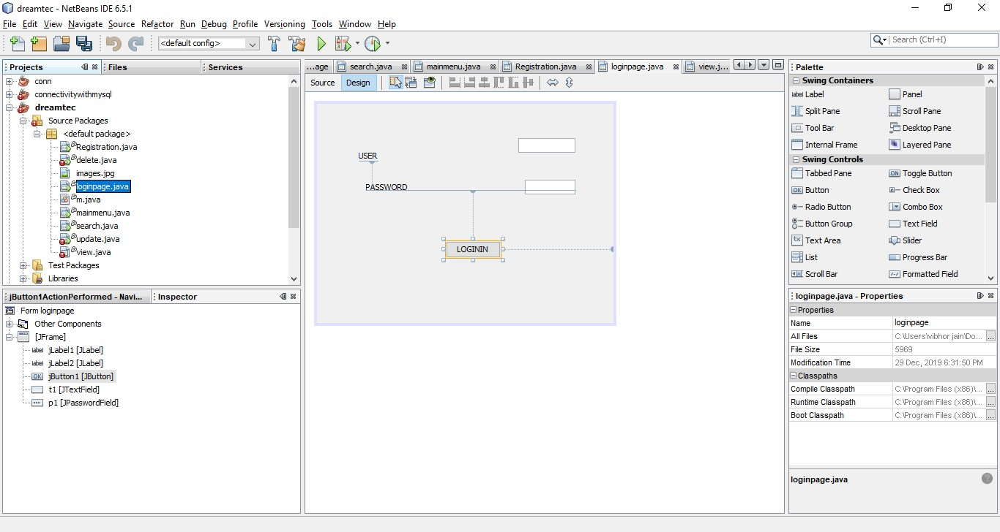 dreamtec - NetBeans IDE 6.5.1
File Edit View Navigate Source Refactor Run Debug Profile Versioning Tools Window Help
<default config>
Search (Ctrl+I)
Projects
Files
Services
conn
connectivitywithmysql
dreamtec
Source Packages
<default package>
Registration.java
delete.java
images.jpg
loginpage.java
m.java
mainmenu.java
search.java
update.java
view.java
Test Packages
Libraries
jButton1ActionPerformed - Navi...
Inspector
Form loginpage
Other Components
[JFrame]
label jLabel1 [JLabel]
label jLabel2 [JLabel]
OK jButton1 [JButton]
t1 [JTextField]
p1 [JPasswordField]
...age search.java mainmenu.java Registration.java loginpage.java view.j...
Source Design
USER
PASSWORD
LOGININ
Palette
Swing Containers
label Label Panel
Split Pane Scroll Pane
Tool Bar Desktop Pane
Internal Frame Layered Pane
Swing Controls
Tabbed Pane ON Toggle Button
OK Button Check Box
Radio Button Combo Box
Button Group Text Field
Text Area Slider
List Progress Bar
Scroll Bar Formatted Field
loginpage.java - Properties
Properties
Name loginpage
All Files C:\Users\vibhor jain\Do... ...
File Size 5969
Modification Time 29 Dec, 2019 6:31:50 PM
Classpaths
Compile Classpath C:\Program Files (x86)\... ...
Runtime Classpath C:\Program Files (x86)\... ...
Boot Classpath C:\Program Files (x86)\... ...
loginpage.java